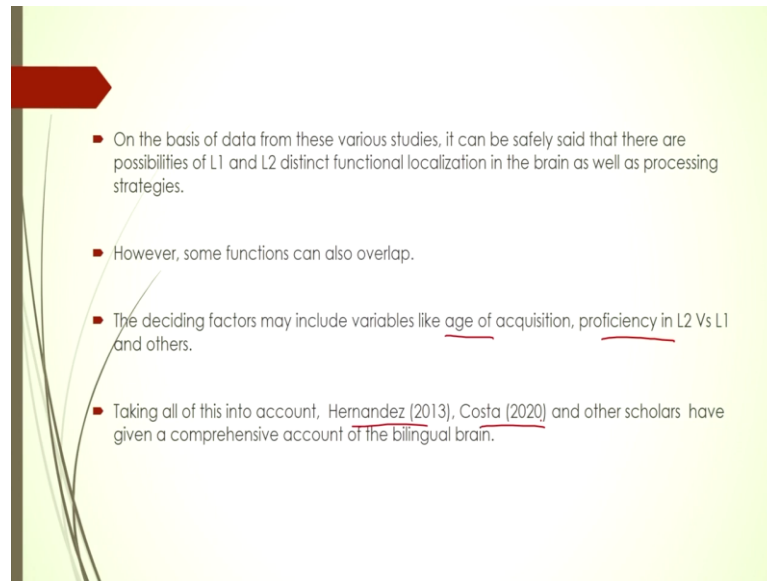 On the basis of data from these various studies, it can be safely said that there are
possibilities of L1 and L2 distinct functional localization in the brain as well as processing
strategies.
However, some functions can also overlap.
The deciding factors may include variables like age of acquisition, proficiency in L2 Vs L1
and others.
Taking all of this into account, Hernandez (2013), Costa (2020) and other scholars have
given a comprehensive account of the bilingual brain.